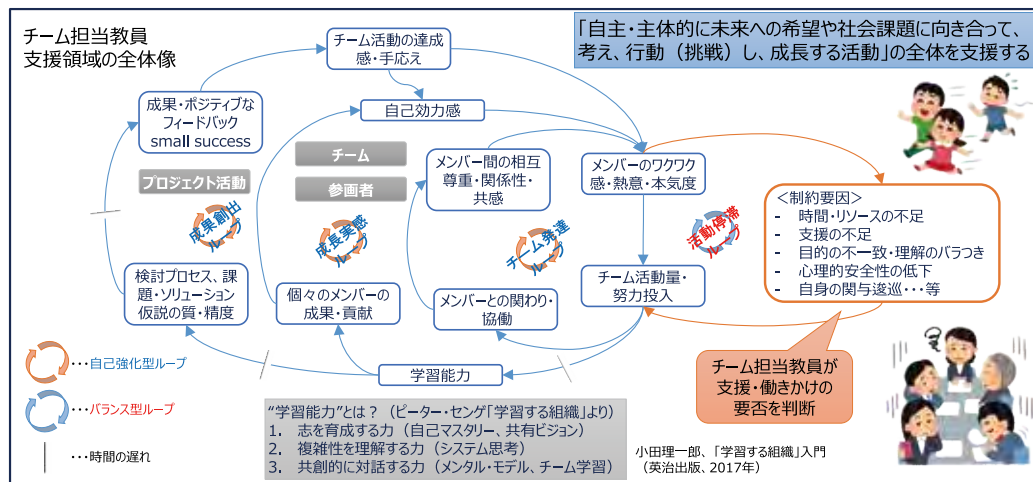 チーム担当教員
支援領域の全体像
「自主・主体的に未来への希望や社会課題に向き合って、
考え、行動（挑戦）し、成長する活動」の全体を支援する
チーム活動の達成
感・手応え
自己効力感
成果・ポジティブな
フィードバック
small success
プロジェクト活動
チーム
参画者
メンバー間の相互
尊重・関係性・
共感
メンバーのワクワク
感・熱意・本気度
＜制約要因＞
- 時間・リソースの不足
- 支援の不足
- 目的の不一致・理解のバラつき
- 心理的安全性の低下
- 自身の関与逡巡・・・等
成果創出
ループ
成長実感
ループ
チーム発達
ループ
活動停滞
ループ
検討プロセス、課
題・ソリューション
仮説の質・精度
個々のメンバーの
成果・貢献
メンバーとの関わり・
協働
チーム活動量・
努力投入
学習能力
チーム担当教員が
支援・働きかけの
要否を判断
・・・自己強化型ループ
・・・バランス型ループ
・・・時間の遅れ
“学習能力”とは？（ピーター・センゲ「学習する組織」より）
1. 志を育成する力（自己マスタリー、共有ビジョン）
2. 複雑性を理解する力（システム思考）
3. 共創的に対話する力（メンタル・モデル、チーム学習）
小田理一郎、「学習する組織」入門
（英治出版、2017年）